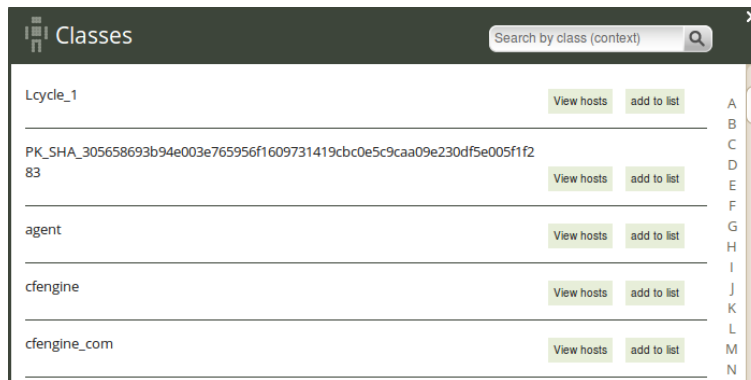 Classes
Search by class (context)
Lcycle_1
View hosts add to list
PK_SHA_305658693b94e003e765956f1609731419cbc0e5c9caa09e230df5e005f1f2
83
View hosts add to list
agent
View hosts add to list
cfengine
View hosts add to list
cfengine_com
View hosts add to list
A
B
C
D
E
F
G
H
I
J
K
L
M
N